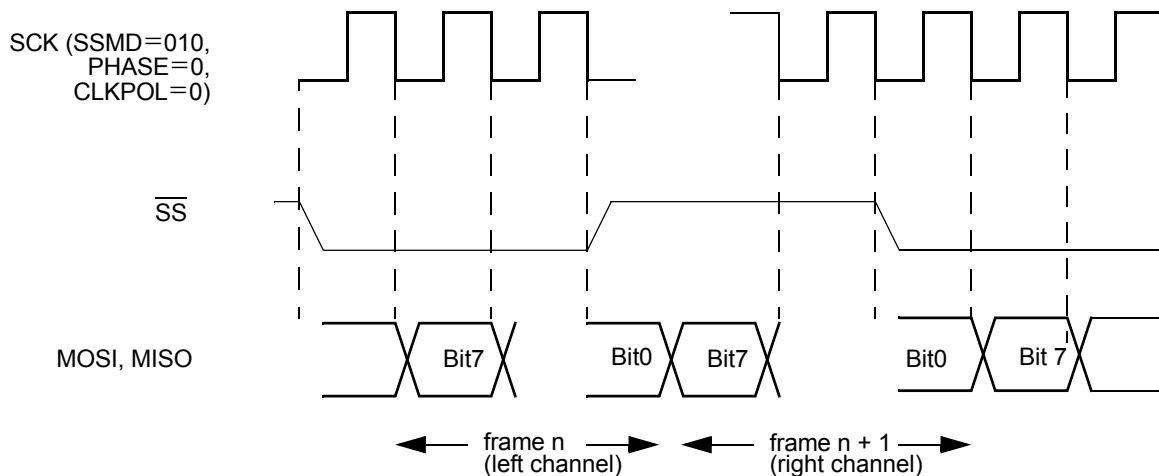 SCK (SSMD=010,
PHASE=0,
CLKPOL=0)
SS
MOSI, MISO
Bit7
Bit0
Bit7
Bit0
Bit 7
frame n
(left channel)
frame n + 1
(right channel)